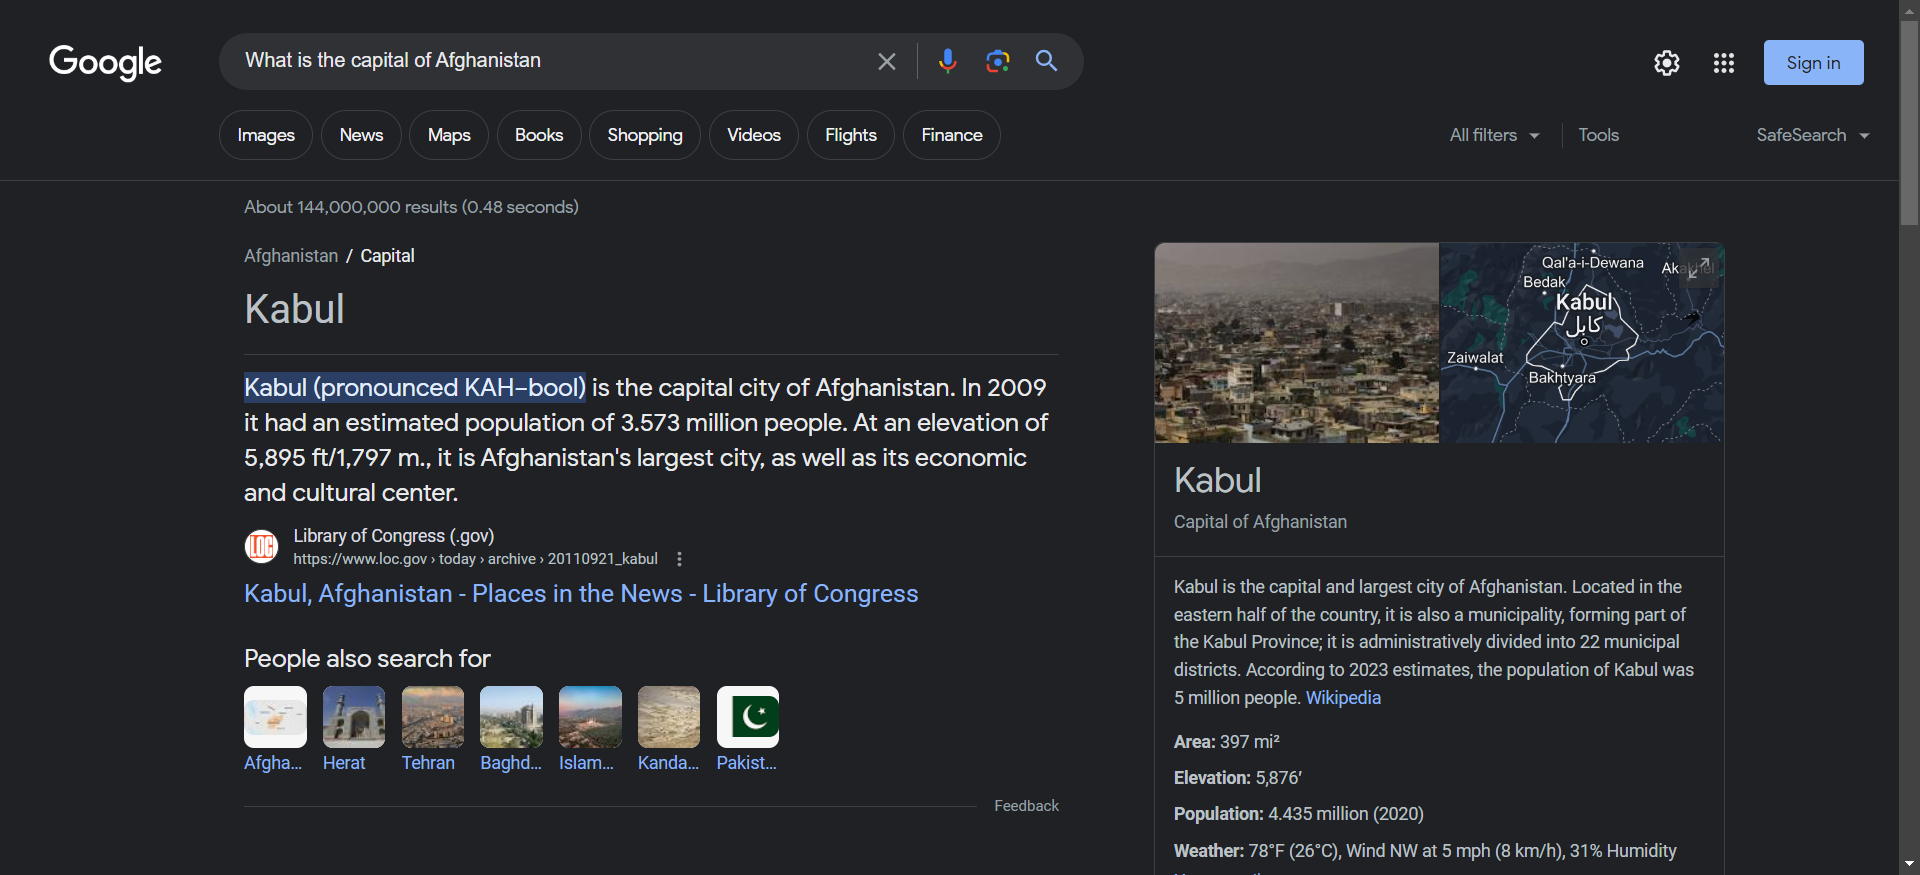 Google
What is the capital of Afghanistan
Sign in
Images
News
Maps
Books
Shopping
Videos
Flights
Finance
All filters
Tools
SafeSearch
About 144,000,000 results (0.48 seconds)
Afghanistan / Capital
Kabul
Kabul (pronounced KAH–bool) is the capital city of Afghanistan. In 2009
it had an estimated population of 3.573 million people. At an elevation of
5,895 ft/1,797 m., it is Afghanistan's largest city, as well as its economic
and cultural center.
LOC
Library of Congress (.gov)
https://www.loc.gov › today › archive › 20110921_kabul
Kabul, Afghanistan - Places in the News - Library of Congress
People also search for
Afgha...
Herat
Tehran
Baghd...
Islam...
Kanda...
Pakist...
Feedback
Qal'a-i-Dewana
Bedak
Kabul
كابل
Zaiwalat
Bakhtyara
Kabul
Capital of Afghanistan
Kabul is the capital and largest city of Afghanistan. Located in the
eastern half of the country, it is also a municipality, forming part of
the Kabul Province; it is administratively divided into 22 municipal
districts. According to 2023 estimates, the population of Kabul was
5 million people. Wikipedia
Area: 397 mi²
Elevation: 5,876′
Population: 4.435 million (2020)
Weather: 78°F (26°C), Wind NW at 5 mph (8 km/h), 31% Humidity